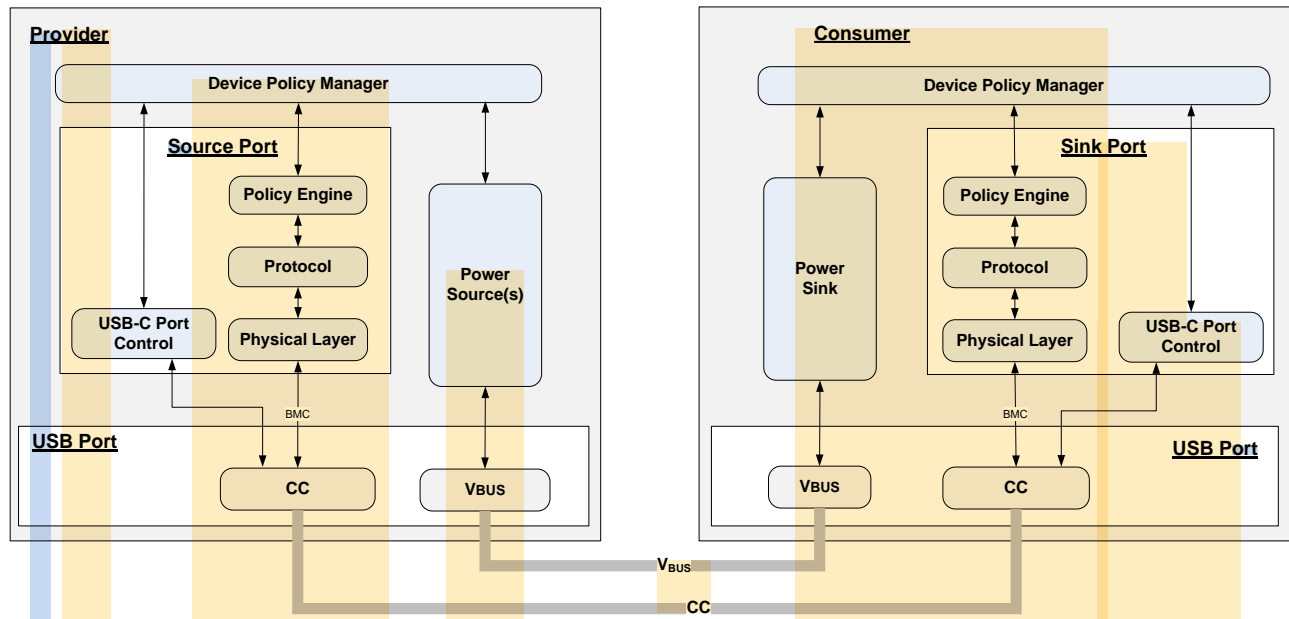 Provider
Device Policy Manager
Source Port
Policy Engine
Protocol
Physical Layer
USB-C Port
Control
Power
Source(s)
BMC
USB Port
CC
VBUS
Consumer
Device Policy Manager
Sink Port
Power
Sink
Policy Engine
Protocol
Physical Layer
USB-C Port
Control
BMC
USB Port
VBUS
CC
VBUS
CC